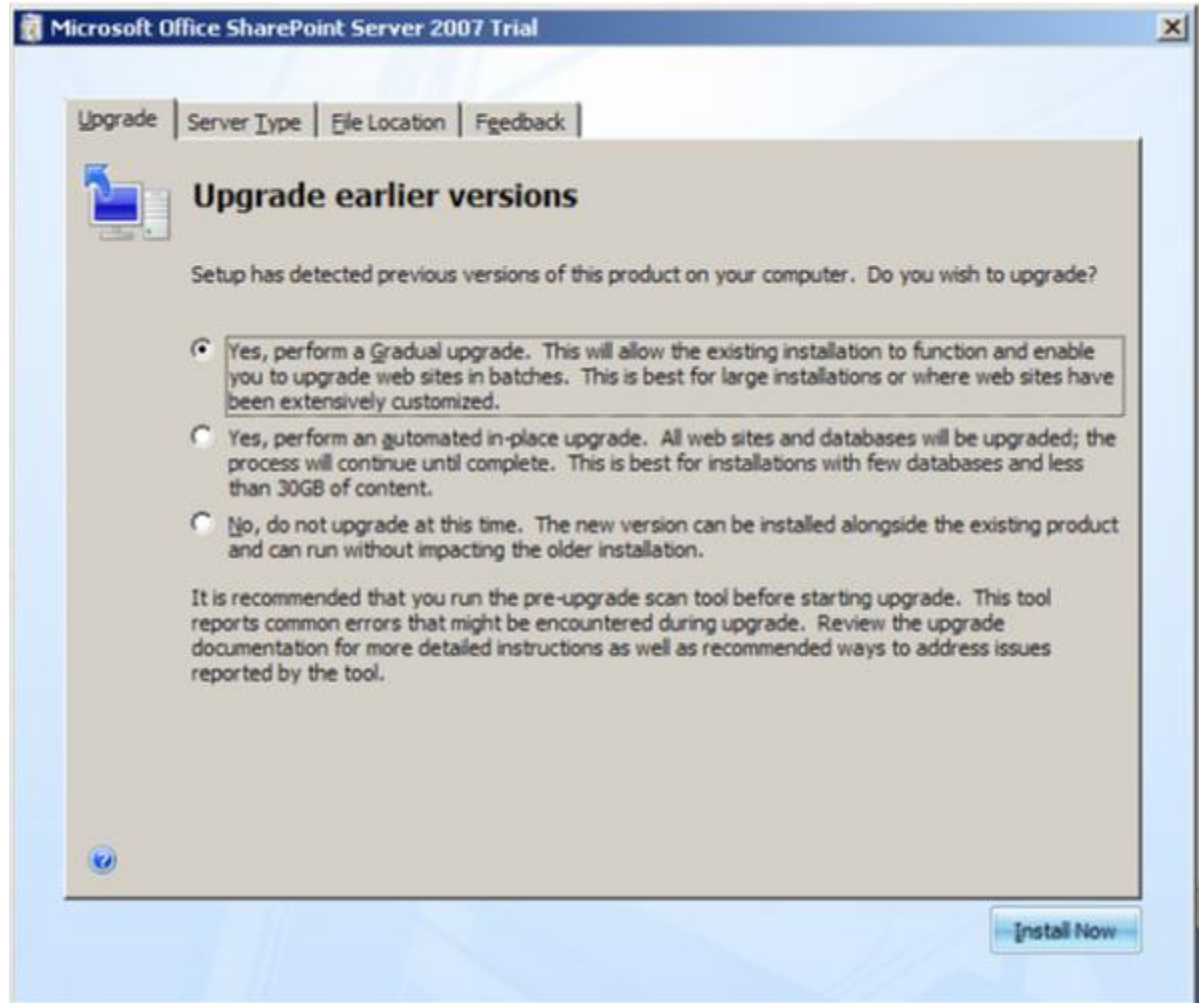 Microsoft Office SharePoint Server 2007 Trial
Upgrade Server Type File Location Feedback
Upgrade earlier versions
Setup has detected previous versions of this product on your computer. Do you wish to upgrade?
Yes, perform a Gradual upgrade. This will allow the existing installation to function and enable
you to upgrade web sites in batches. This is best for large installations or where web sites have
been extensively customized.
Yes, perform an automated in-place upgrade. All web sites and databases will be upgraded; the
process will continue until complete. This is best for installations with few databases and less
than 30GB of content.
No, do not upgrade at this time. The new version can be installed alongside the existing product
and can run without impacting the older installation.
It is recommended that you run the pre-upgrade scan tool before starting upgrade. This tool
reports common errors that might be encountered during upgrade. Review the upgrade
documentation for more detailed instructions as well as recommended ways to address issues
reported by the tool.
Install Now